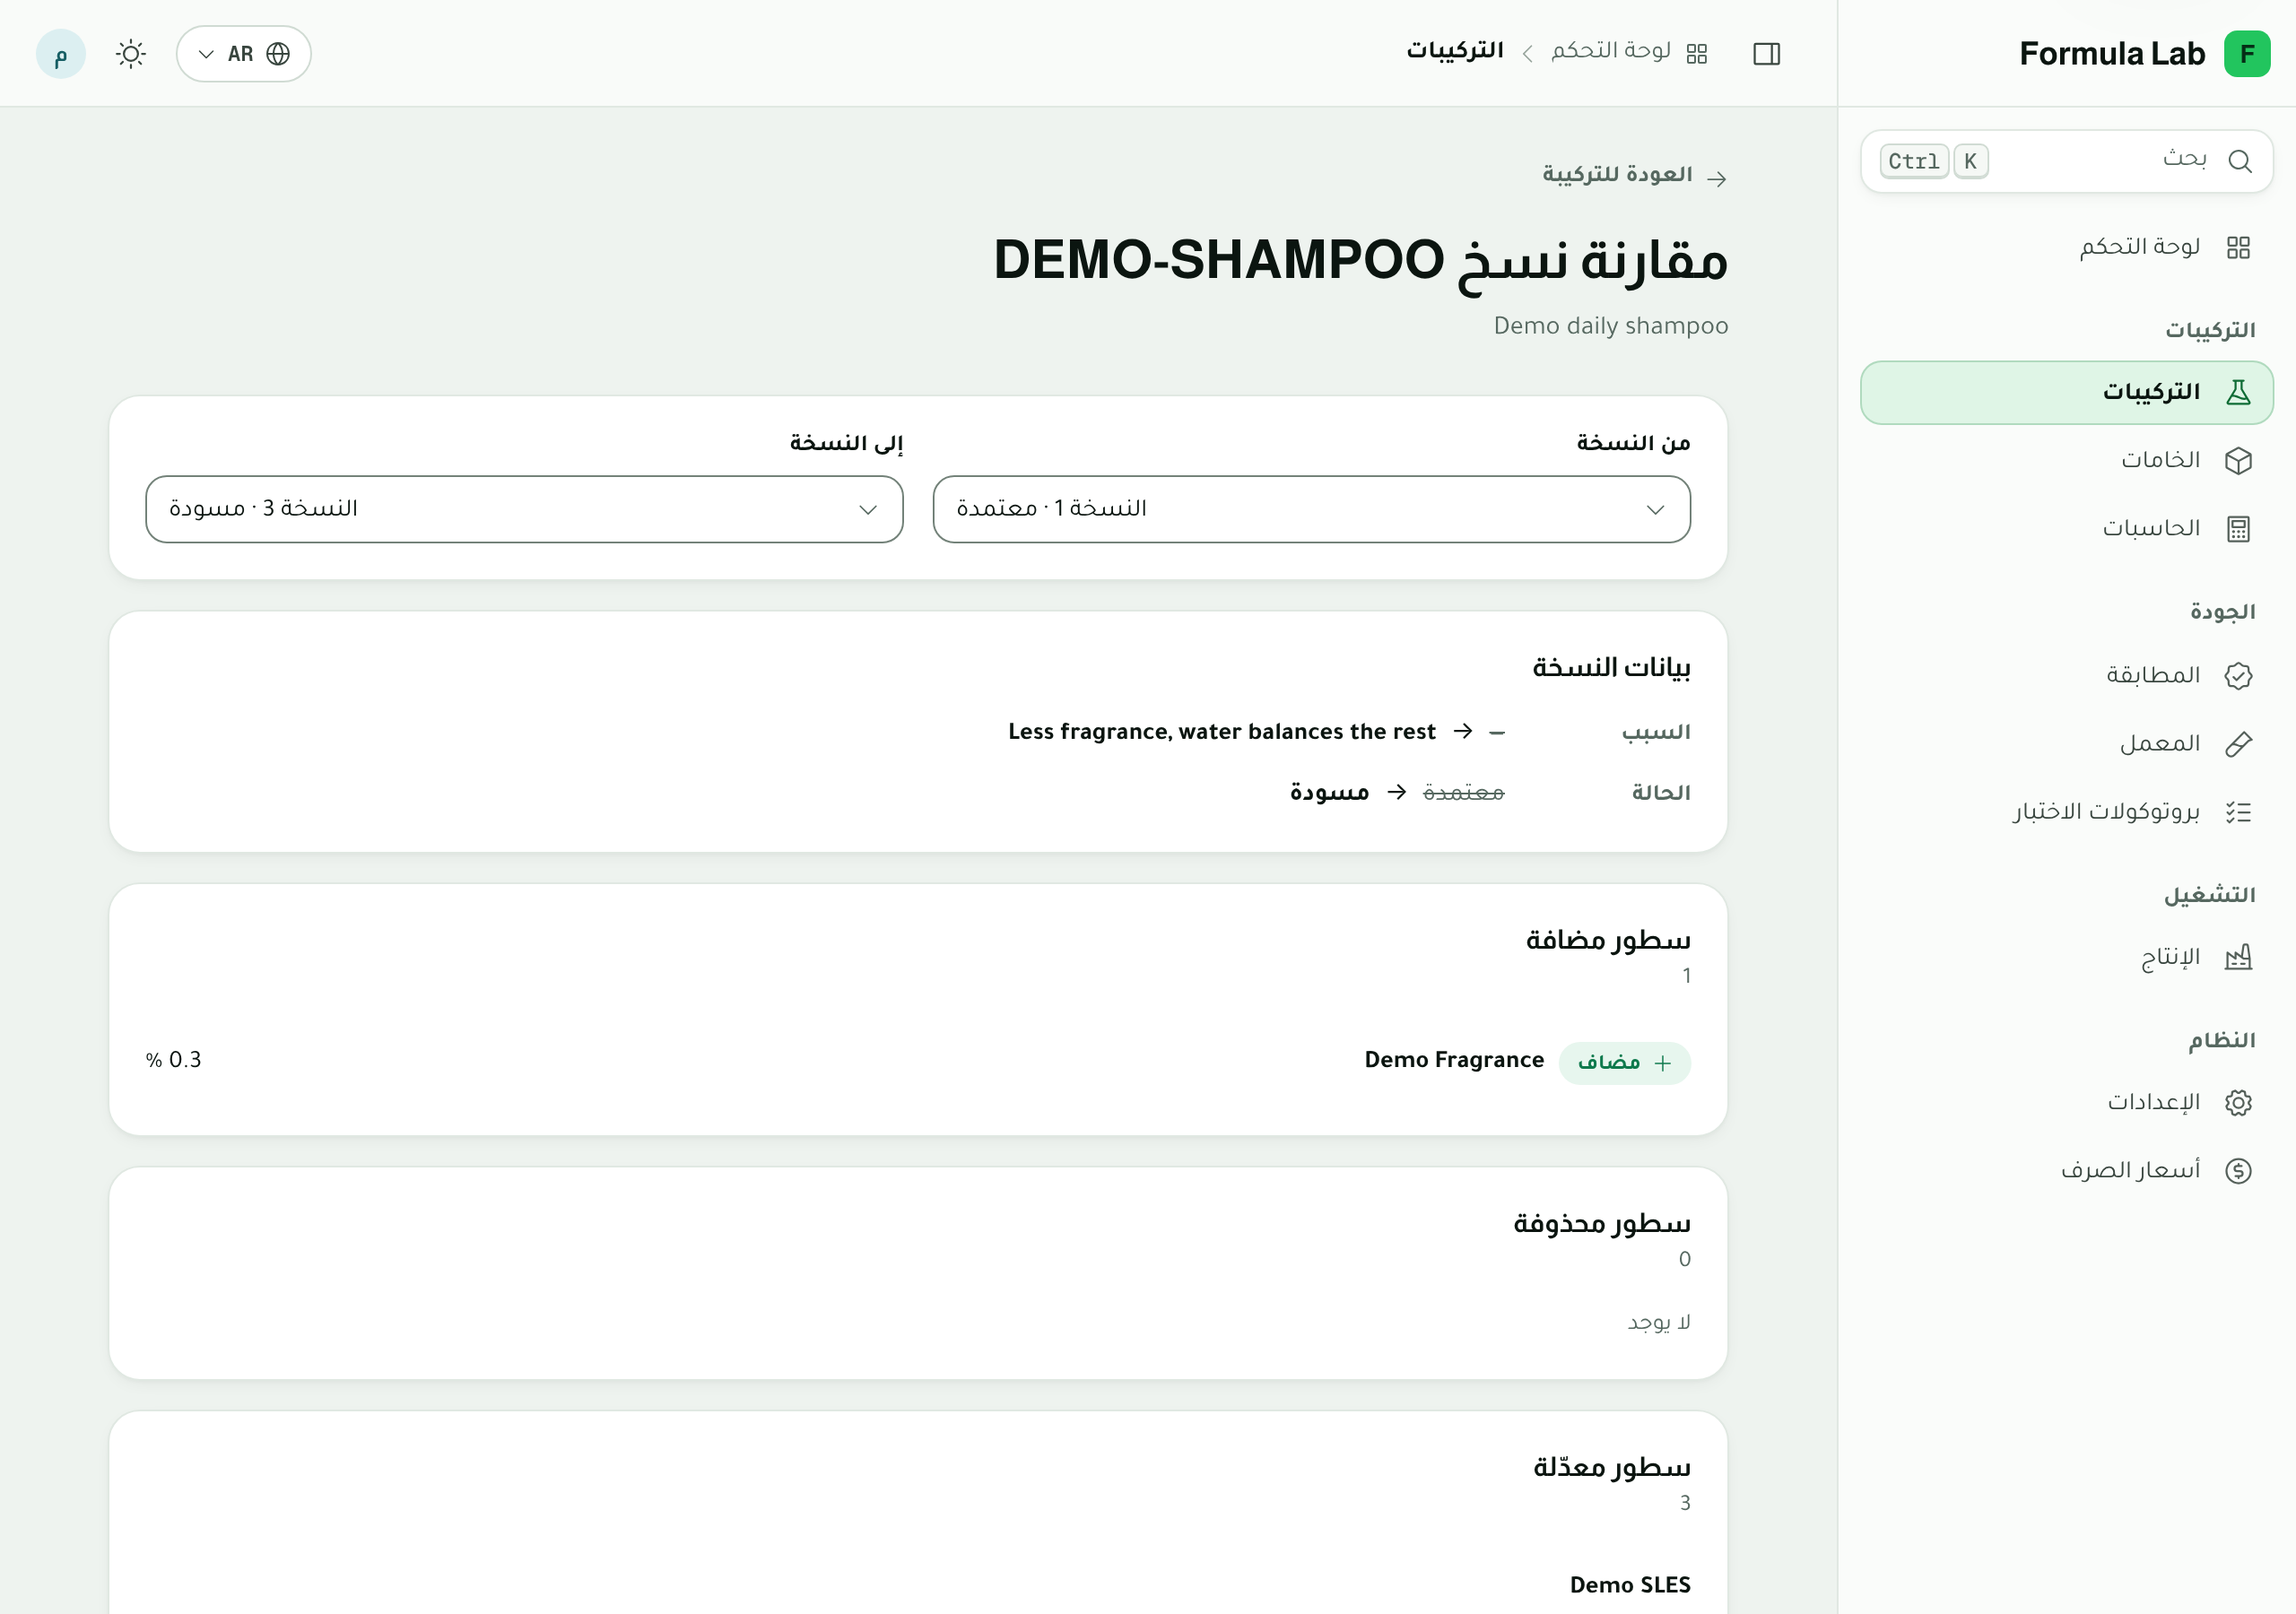 F Formula Lab
بحث
Ctrl K
لوحة التحكم
التركيبات
التركيبات
الخامات
الحاسبات
الجودة
المطابقة
المعمل
بروتوكولات الاختبار
التشغيل
الإنتاج
النظام
الإعدادات
أسعار الصرف
لوحة التحكم
التركيبات
AR
م
العودة للتركيبة
مقارنة نسخ DEMO-SHAMPOO
Demo daily shampoo
من النسخة
النسخة 1 · معتمدة
إلى النسخة
النسخة 3 · مسودة
بيانات النسخة
السبب — → Less fragrance, water balances the rest
الحالة معتمدة → مسودة
سطور مضافة
1
+ مضاف Demo Fragrance 0.3 %
سطور محذوفة
0
لا يوجد
سطور معدّلة
3
Demo SLES